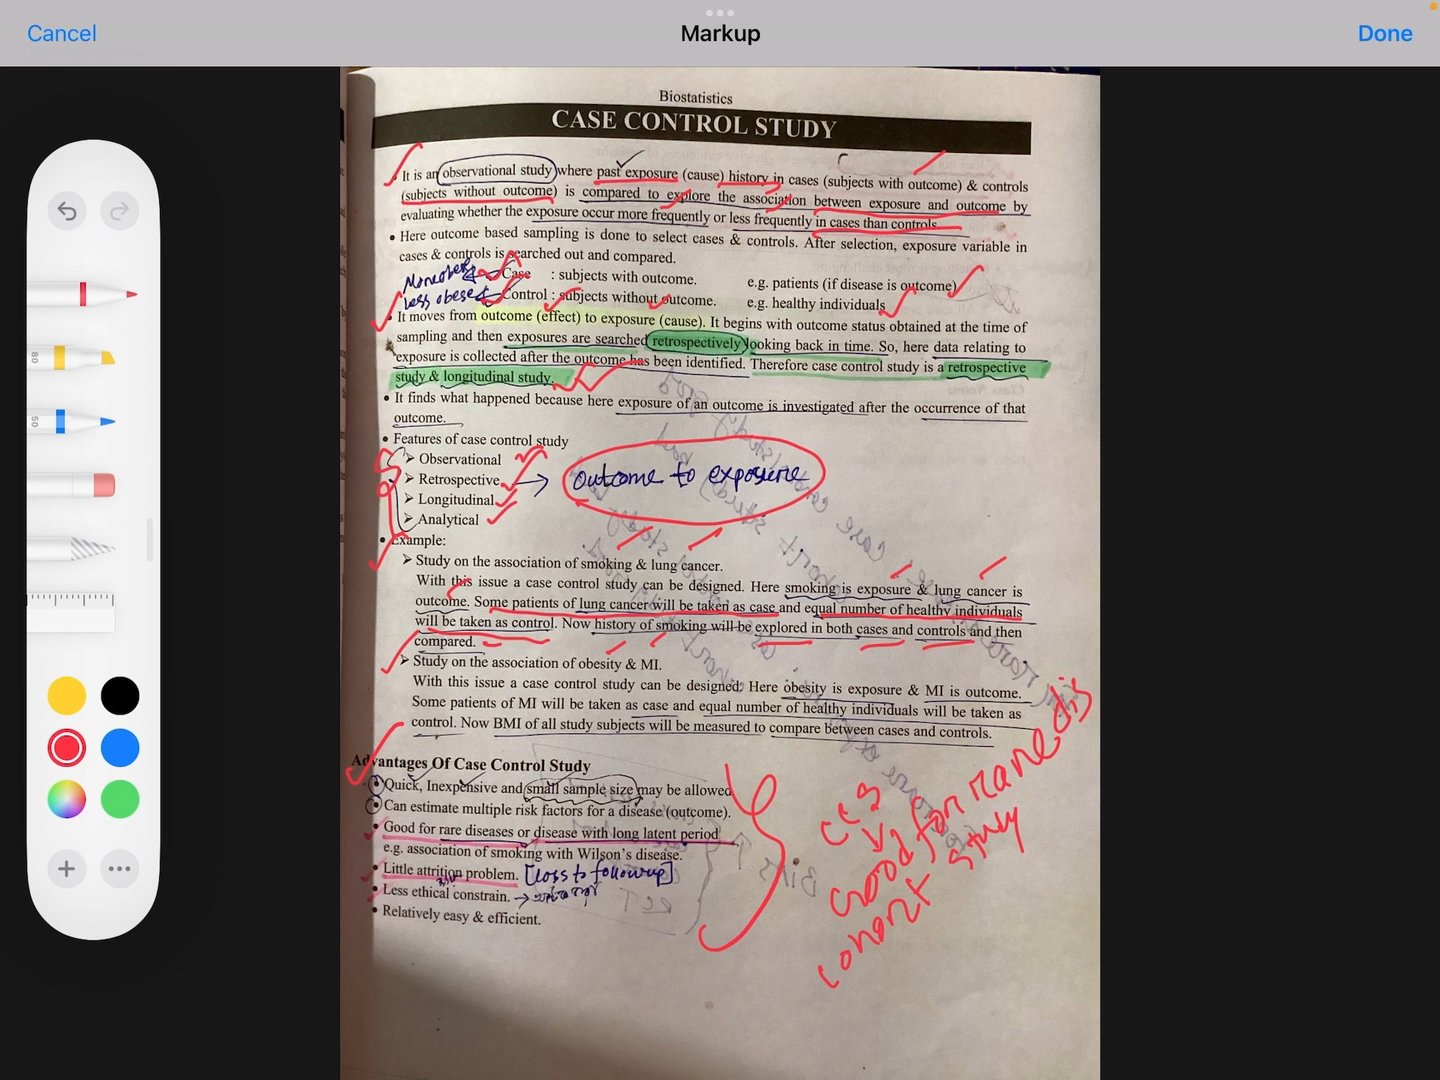 Cancel
Markup
Done
Biostatistics
CASE CONTROL STUDY
It is an observational study where past exposure (cause) history in cases (subjects with outcome) & controls
(subjects without outcome) is compared to explore the association between exposure and outcome by
evaluating whether the exposure occur more frequently or less frequently in cases than controls.
• Here outcome based sampling is done to select cases & controls. After selection, exposure variable in
cases & controls is searched out and compared.
Case : subjects with outcome. e.g. patients (if disease is outcome)
less obese Control : subjects without outcome. e.g. healthy individuals
• It moves from outcome (effect) to exposure (cause). It begins with outcome status obtained at the time of
sampling and then exposures are searched retrospectively looking back in time. So, here data relating to
exposure is collected after the outcome has been identified. Therefore case control study is a retrospective
study & longitudinal study.
• It finds what happened because here exposure of an outcome is investigated after the occurrence of that
outcome.
• Features of case control study
➢ Observational
➢ Retrospective → outcome to exposure
➢ Longitudinal
➢ Analytical
• Example:
➢ Study on the association of smoking & lung cancer.
With this issue a case control study can be designed. Here smoking is exposure & lung cancer is
outcome. Some patients of lung cancer will be taken as case and equal number of healthy individuals
will be taken as control. Now history of smoking will be explored in both cases and controls and then
compared.
➢ Study on the association of obesity & MI.
With this issue a case control study can be designed. Here obesity is exposure & MI is outcome.
Some patients of MI will be taken as case and equal number of healthy individuals will be taken as
control. Now BMI of all study subjects will be measured to compare between cases and controls.
Advantages Of Case Control Study
• Quick, Inexpensive and small sample size may be allowed
• Can estimate multiple risk factors for a disease (outcome).
• Good for rare diseases or disease with long latent period
e.g. association of smoking with Wilson's disease.
• Little attrition problem. [Loss to followup]
• Less ethical constrain. →
• Relatively easy & efficient.
Good for rare dis
cohort study
80
50